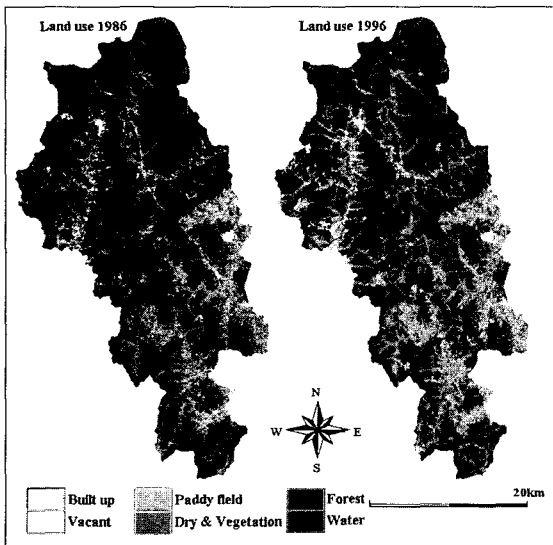 Land use 1986
Land use 1996
N
W E
S
Built up
Vacant
Paddy field
Dry & Vegetation
Forest
Water
20km